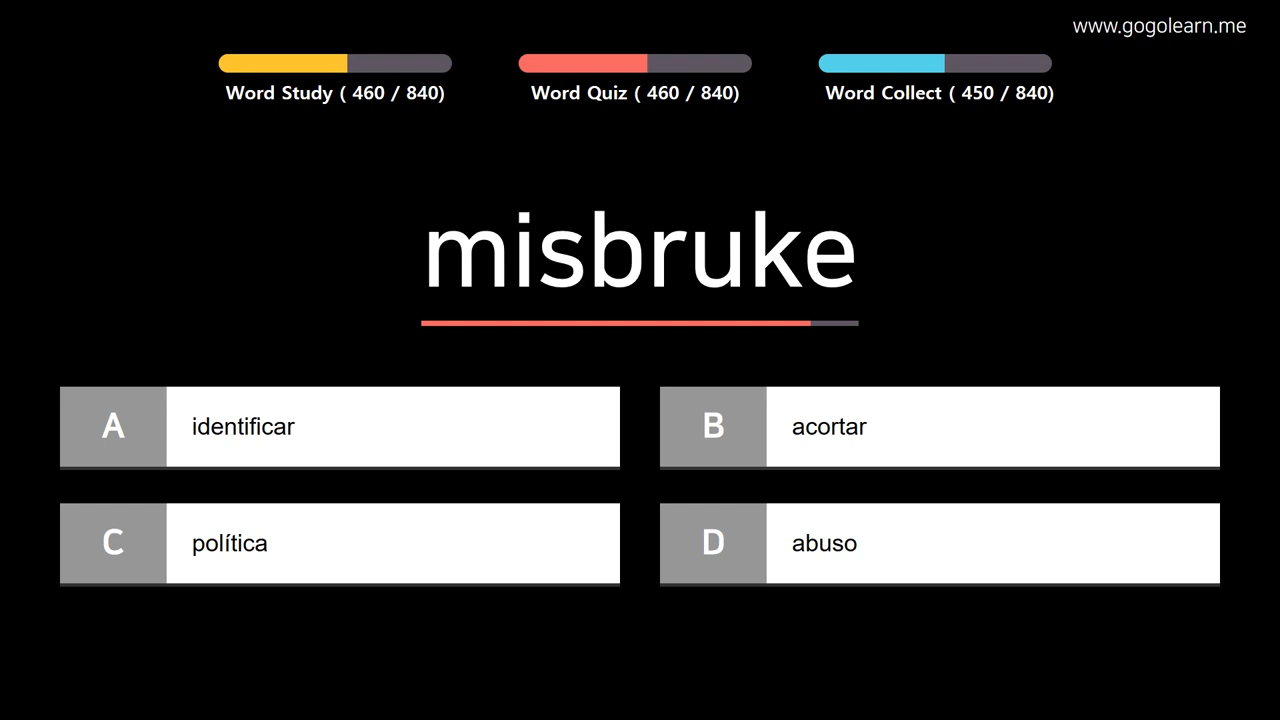 www.gogolearn.me
Word Study ( 460 / 840)
Word Quiz ( 460 / 840)
Word Collect ( 450 / 840)
misbruke
A identificar
B acortar
C política
D abuso